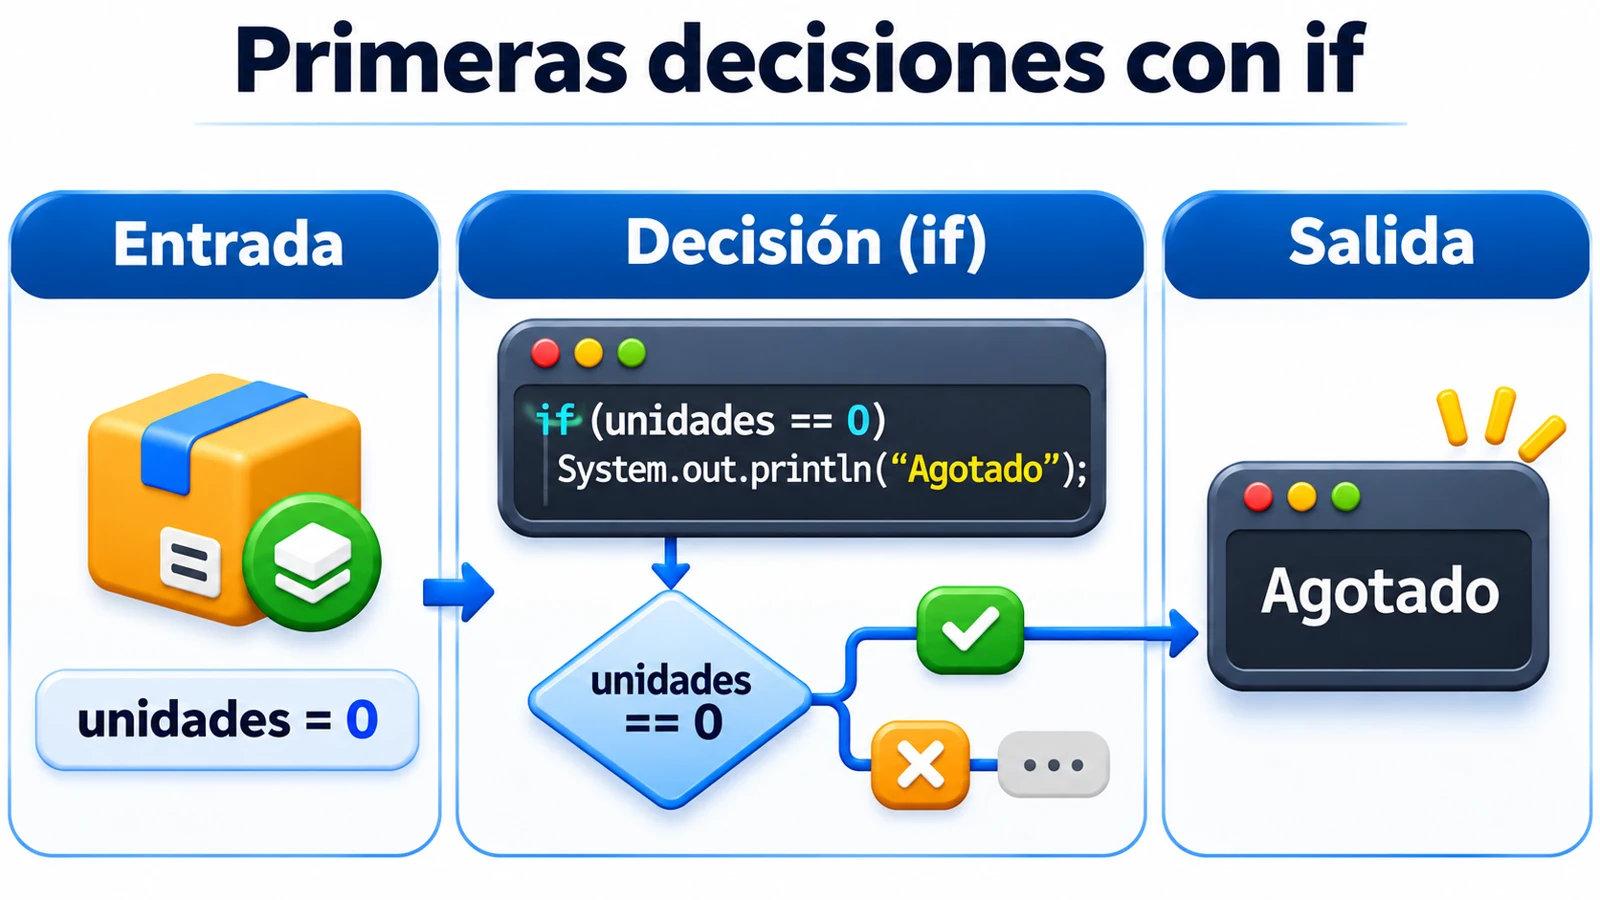 Primeras decisiones con if
Entrada
unidades = 0
Decisión (if)
if (unidades == 0)
System.out.println(“Agotado”);
unidades
== 0
Salida
Agotado